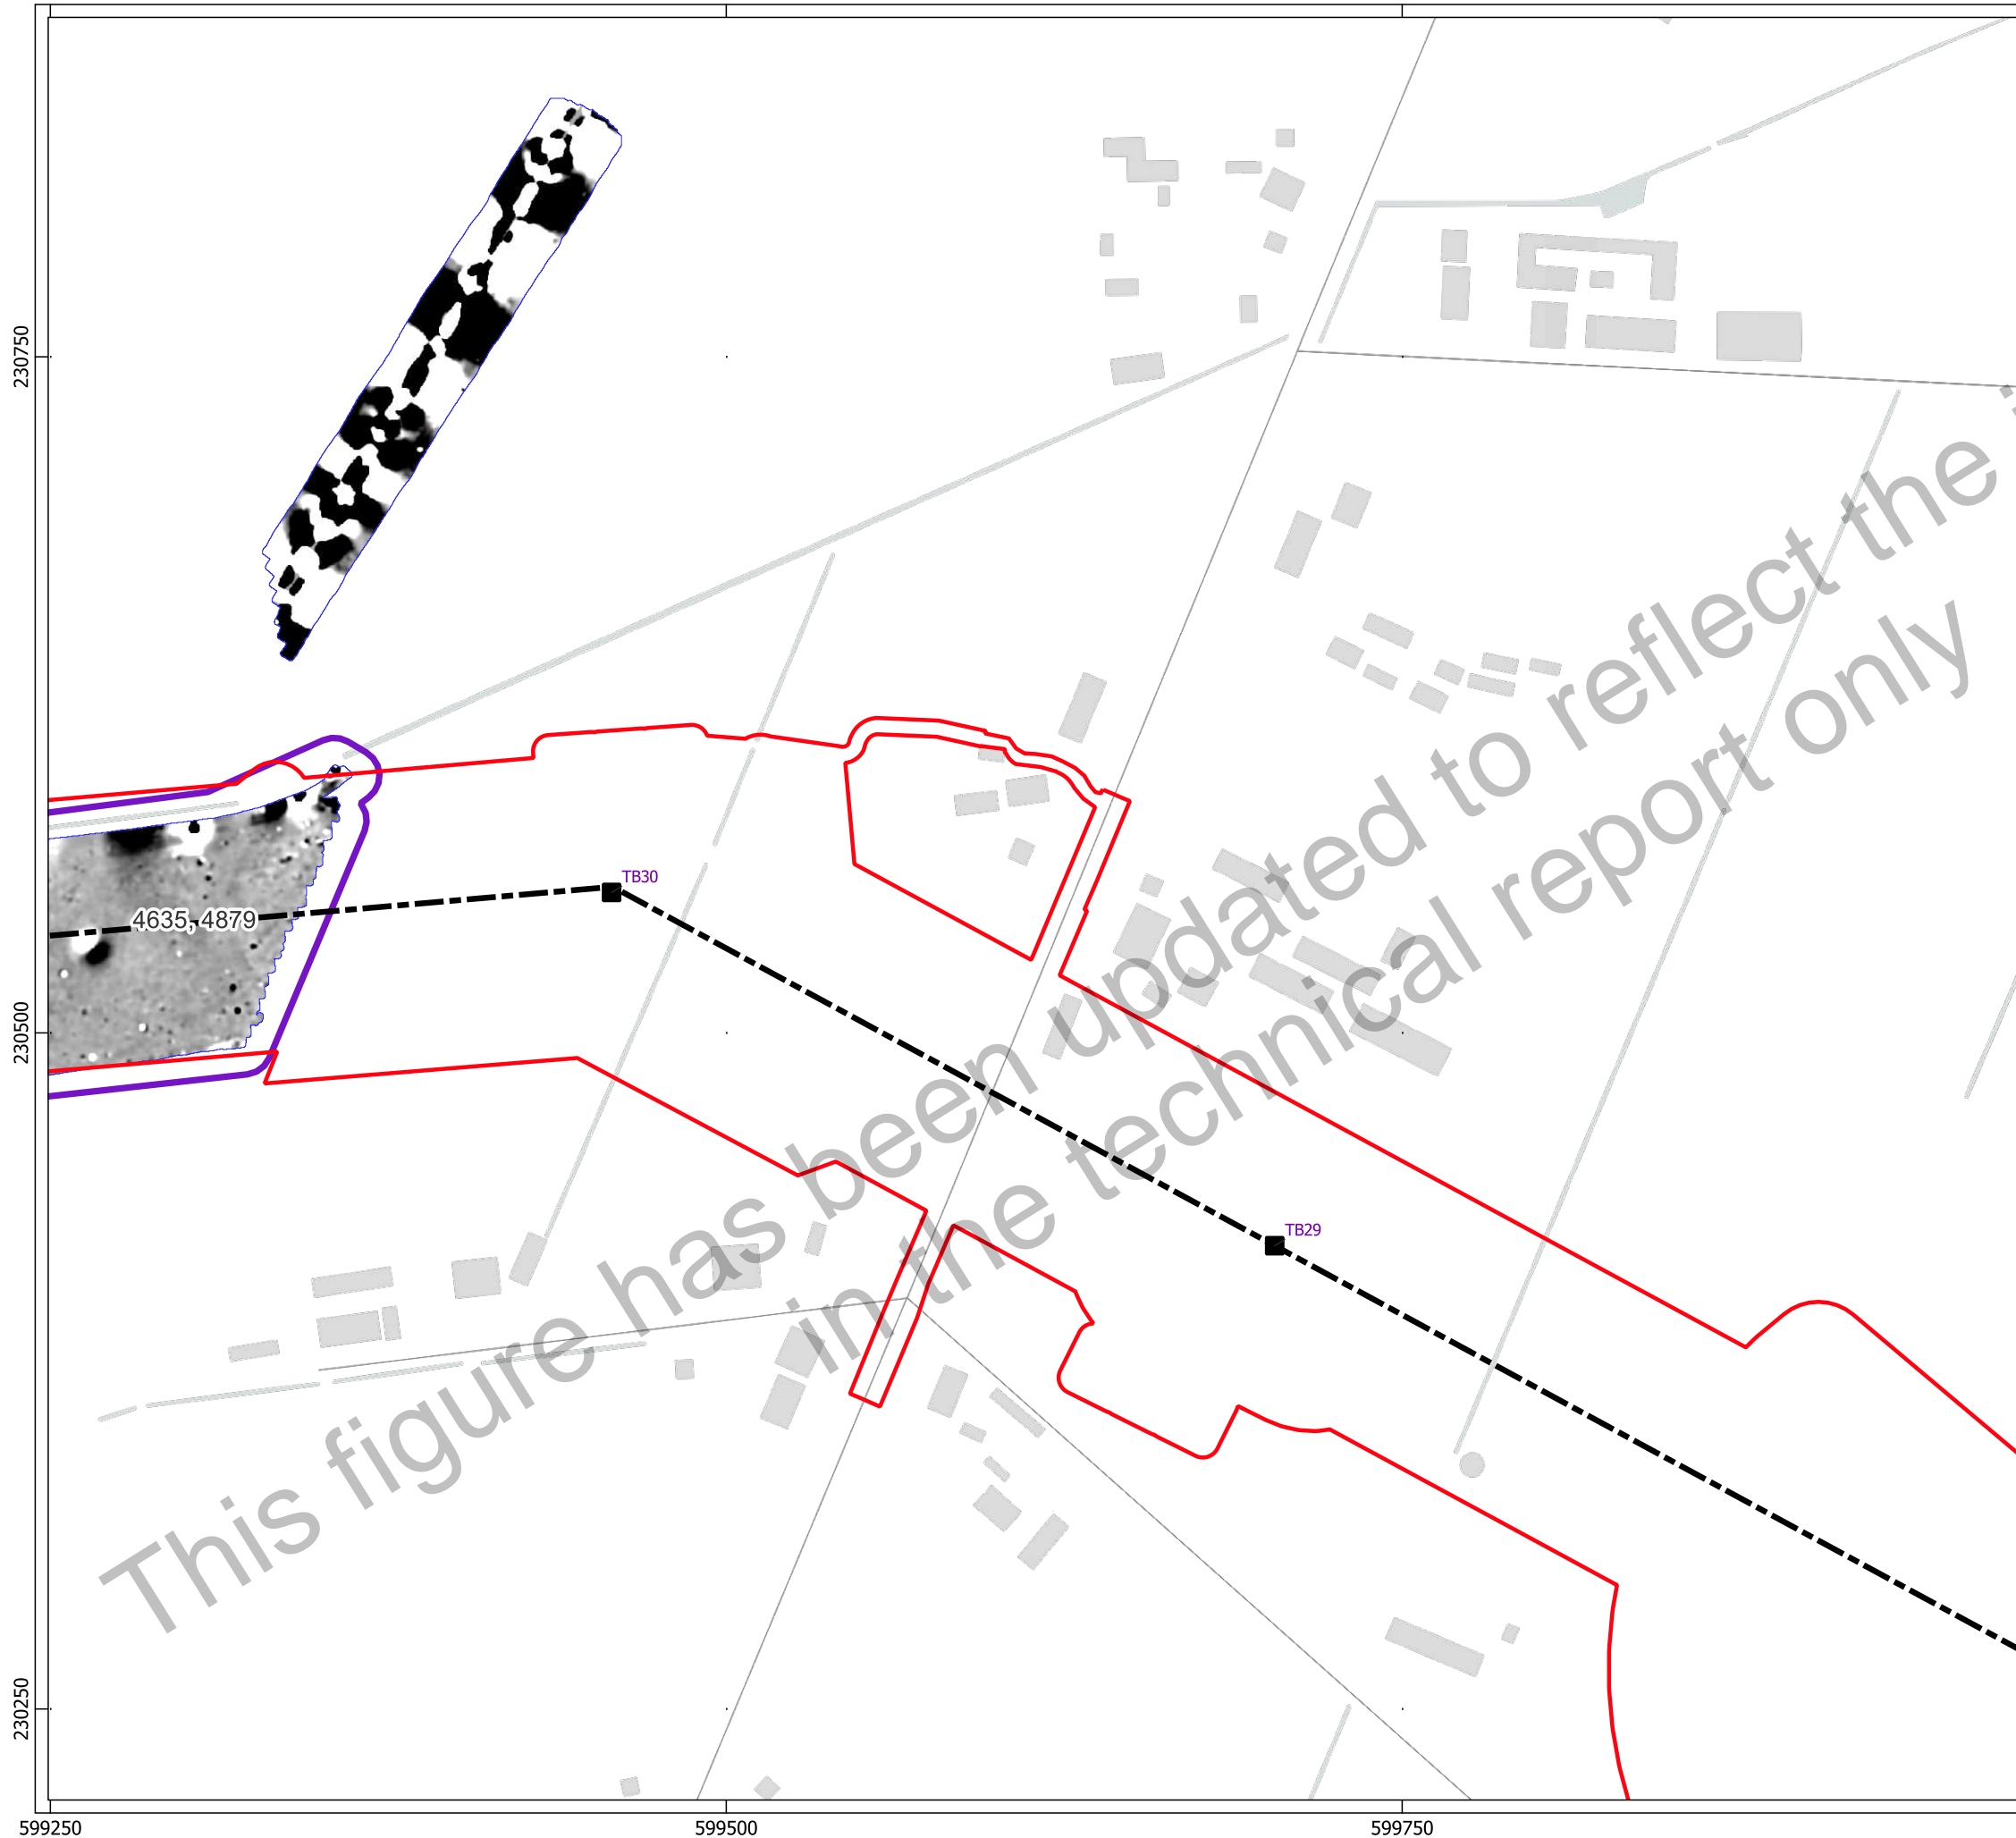 230750
TB30
4635, 4879
230500
TB29
This figure has been updated to reflect the
in the technical report only
230250
599250
599500
599750